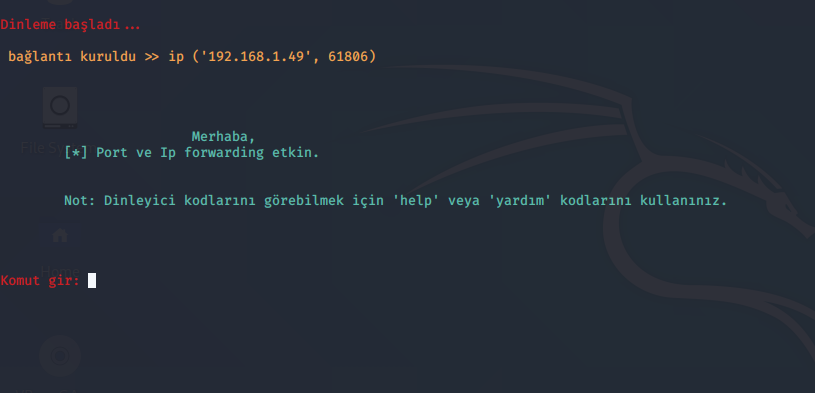 Dinleme başladı...
bağlantı kuruldu >> ip ('192.168.1.49', 61806)
Merhaba,
[*] Port ve Ip forwarding etkin.
Not: Dinleyici kodlarını görebilmek için 'help' veya 'yardım' kodlarını kullanınız.
Komut gir: